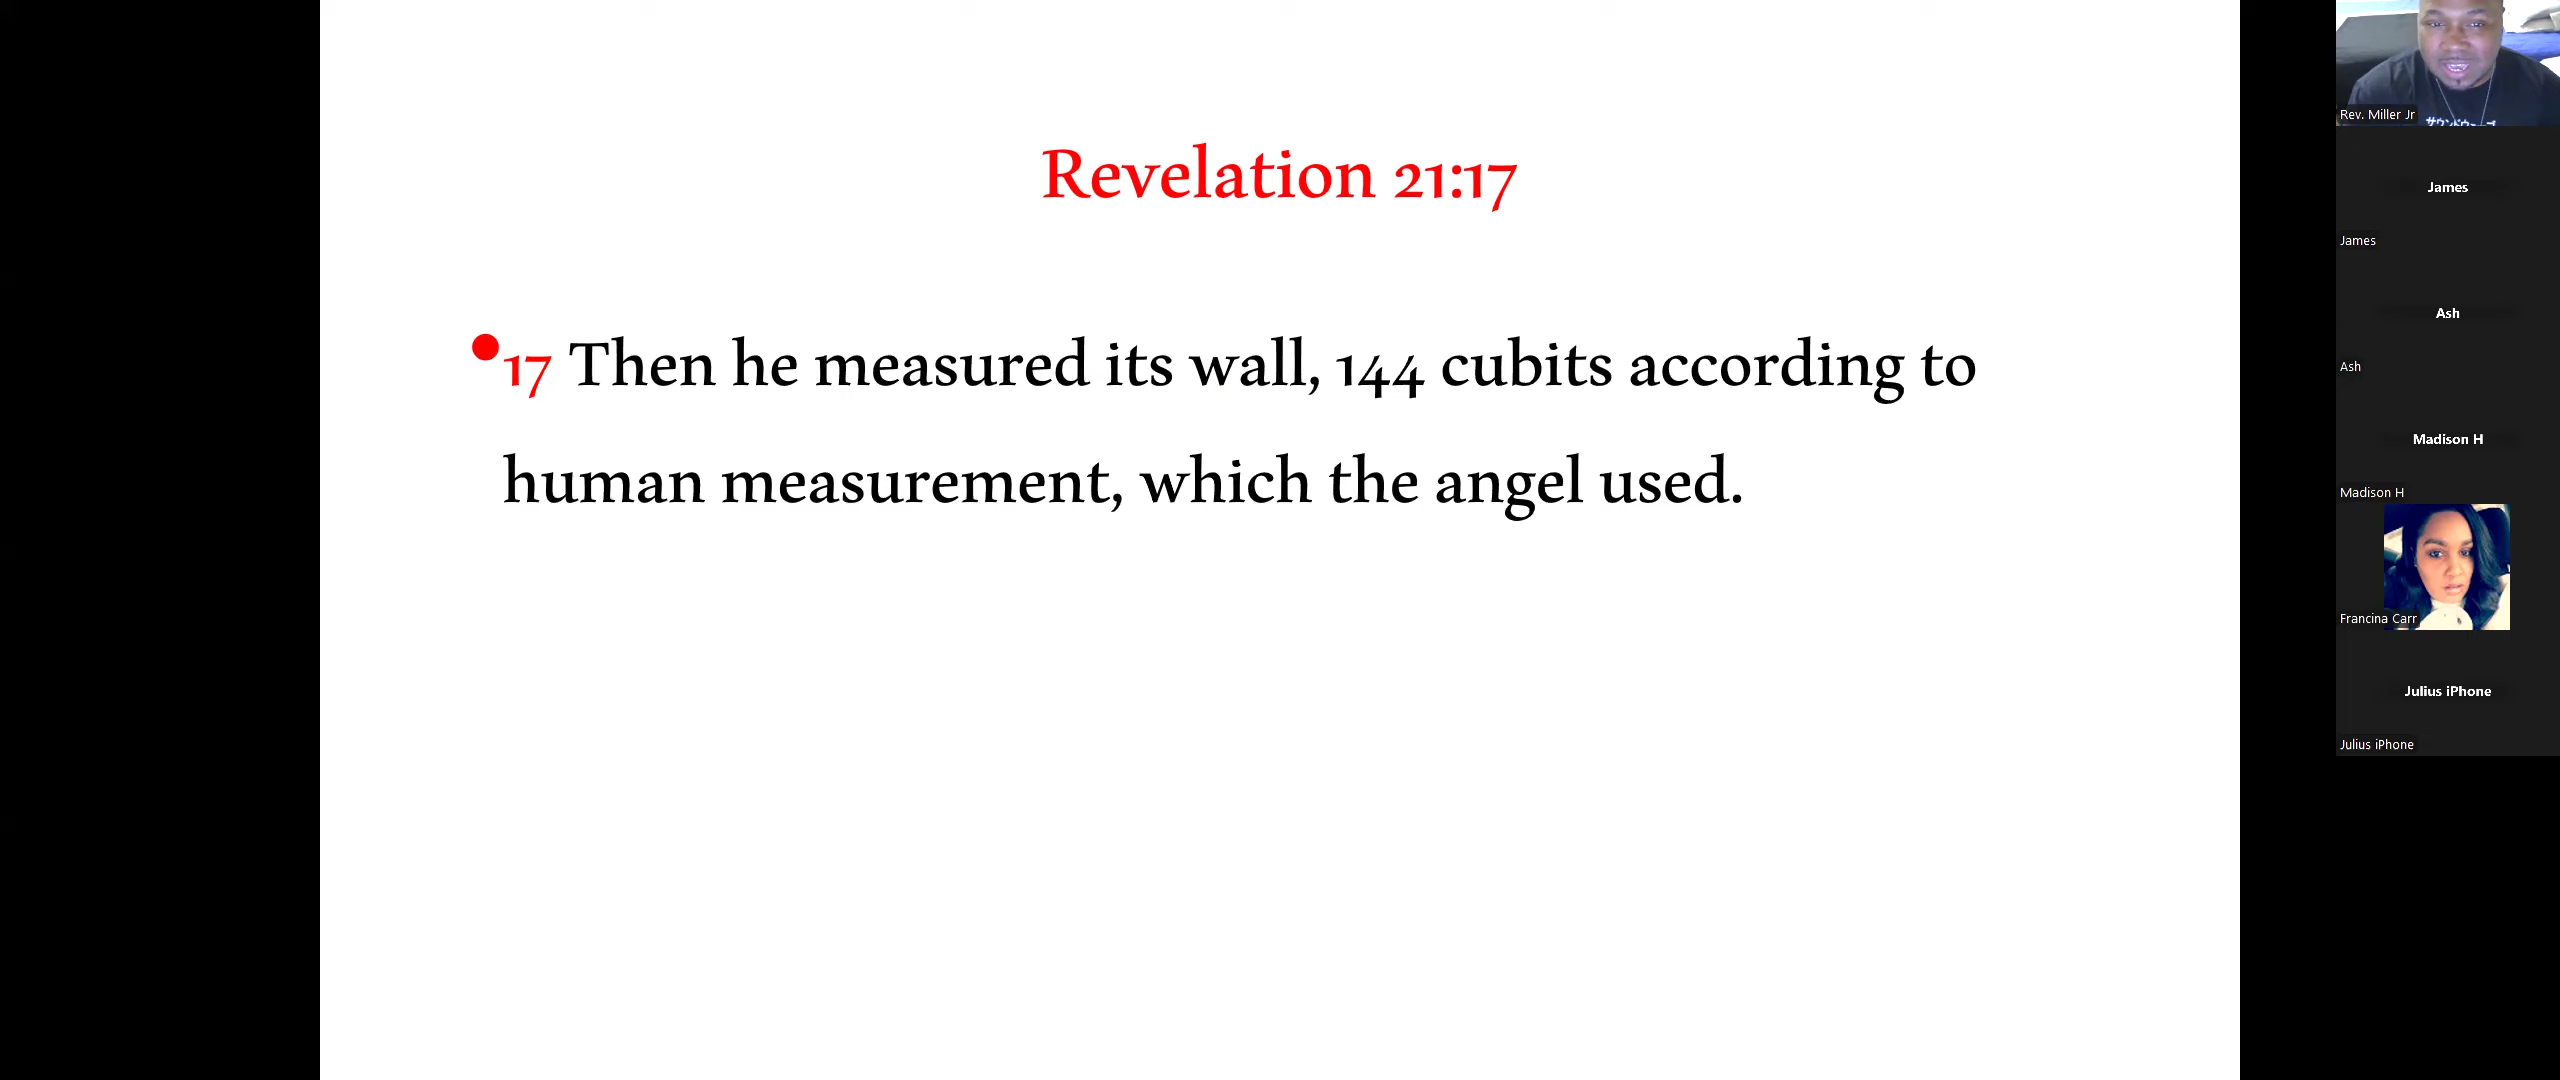 Revelation 21:17
•17 Then he measured its wall, 144 cubits according to
human measurement, which the angel used.
Rev. Miller Jr
James
James
Ash
Ash
Madison H
Madison H
Francina Carr
Julius iPhone
Julius iPhone